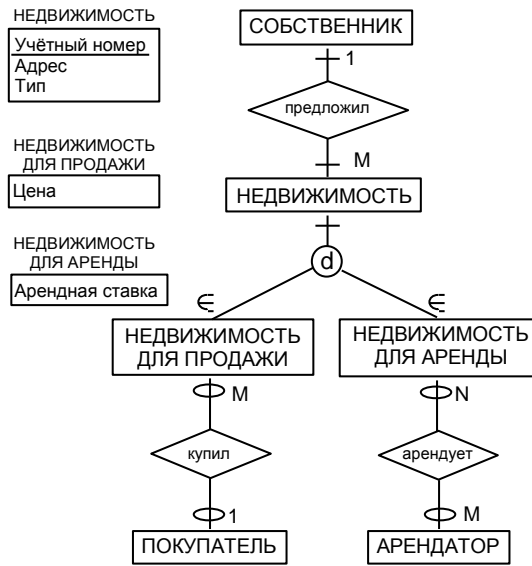 НЕДВИЖИМОСТЬ
Учётный номер
Адрес
Тип
НЕДВИЖИМОСТЬ
ДЛЯ ПРОДАЖИ
Цена
НЕДВИЖИМОСТЬ
ДЛЯ АРЕНДЫ
Арендная ставка
СОБСТВЕННИК
1
предложил
M
НЕДВИЖИМОСТЬ
d
∈
∈
НЕДВИЖИМОСТЬ
ДЛЯ ПРОДАЖИ
НЕДВИЖИМОСТЬ
ДЛЯ АРЕНДЫ
M
N
купил
арендует
1
M
ПОКУПАТЕЛЬ
АРЕНДАТОР